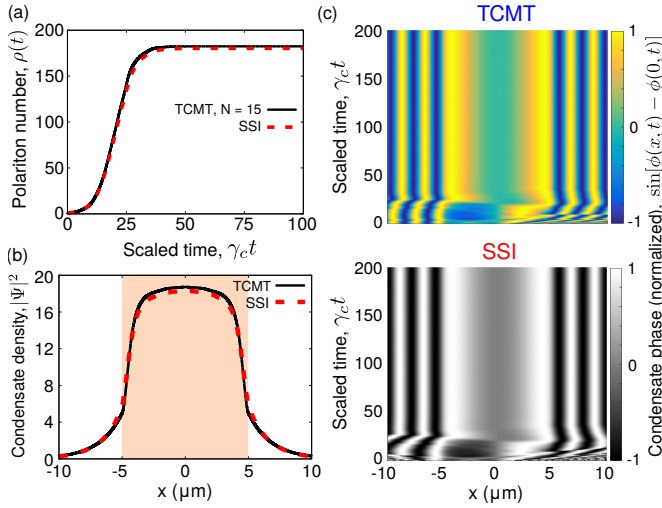 (a)
Polariton number, ρ(t)
200
150
100
50
0
TCMT, N = 15
SSI
0 25 50 75 100
Scaled time, γ_c t
(b)
Condensate density, |Ψ|²
20
16
12
8
4
0
TCMT
SSI
-10 -5 0 5 10
x (μm)
(c)
TCMT
Scaled time, γ_c t
200
150
100
50
0
-10 -5 0 5 10
1
0
-1
SSI
Scaled time, γ_c t
200
150
100
50
0
-10 -5 0 5 10
x (μm)
1
0
-1
Condensate phase (normalized), sin[φ(x, t) − φ(0, t)]